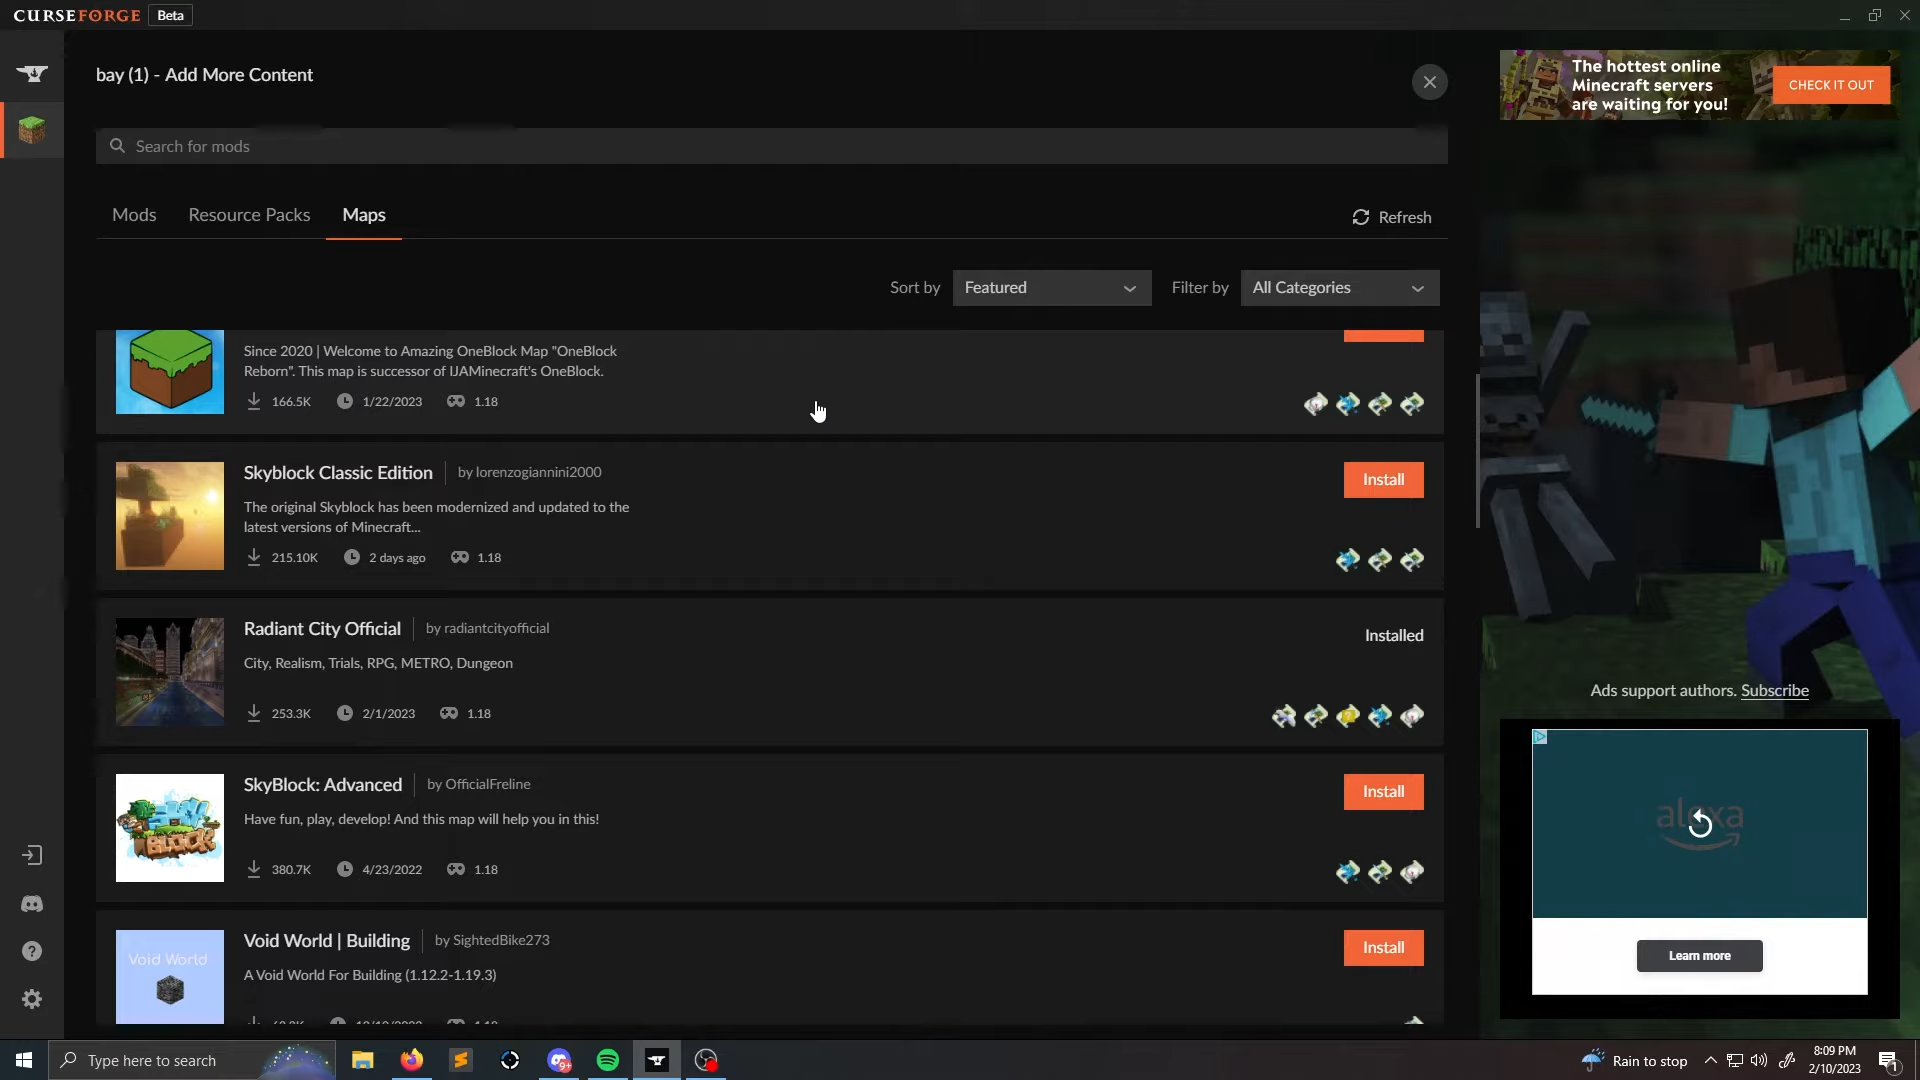 CURSEFORGE Beta
bay (1) - Add More Content
The hottest online
Minecraft servers
are waiting for you!
CHECK IT OUT
Search for mods
Mods Resource Packs Maps
Refresh
Sort by Featured Filter by All Categories
Since 2020 | Welcome to Amazing OneBlock Map "OneBlock
Reborn". This map is successor of IJAMinecraft's OneBlock.
166.5K 1/22/2023 1.18
Skyblock Classic Edition by lorenzogiannini2000
Install
The original Skyblock has been modernized and updated to the
latest versions of Minecraft...
215.10K 2 days ago 1.18
Radiant City Official by radiantcityofficial
Installed
City, Realism, Trials, RPG, METRO, Dungeon
253.3K 2/1/2023 1.18
SkyBlock: Advanced by OfficialFreline
Install
Have fun, play, develop! And this map will help you in this!
380.7K 4/23/2022 1.18
Void World | Building by SightedBike273
Install
Void World
A Void World For Building (1.12.2-1.19.3)
Ads support authors. Subscribe
alexa
Learn more
Type here to search
9+
Rain to stop
8:09 PM
2/10/2023
1